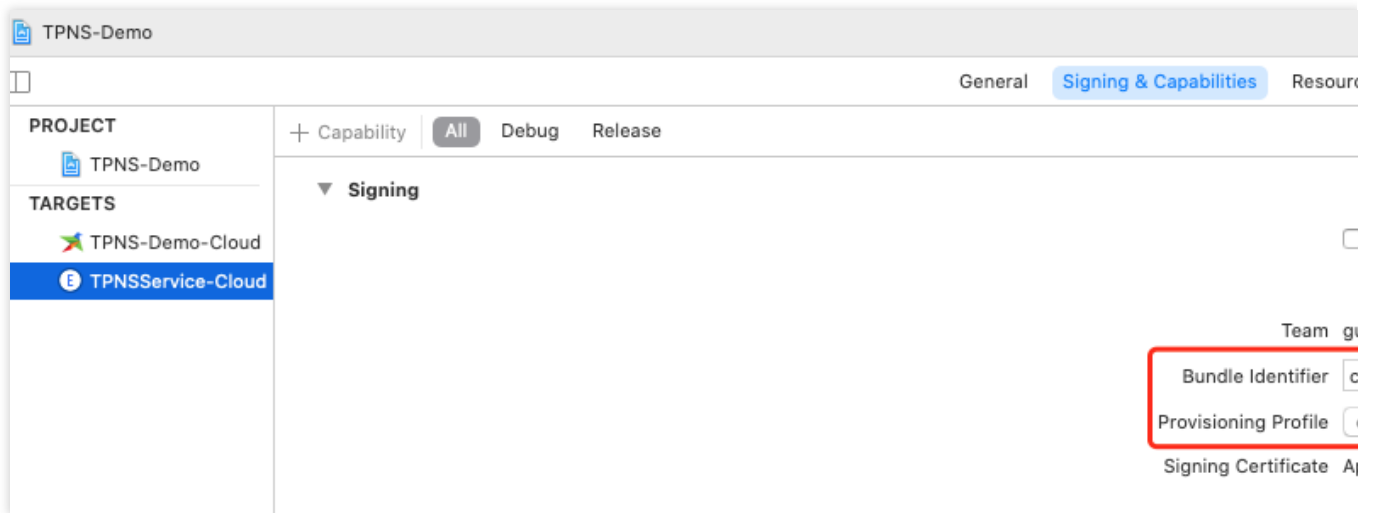 TPNS-Demo
General Signing & Capabilities
PROJECT
+ Capability All Debug Release
TPNS-Demo
Signing
TARGETS
TPNS-Demo-Cloud
E TPNSService-Cloud
Team
Bundle Identifier
Provisioning Profile
Signing Certificate